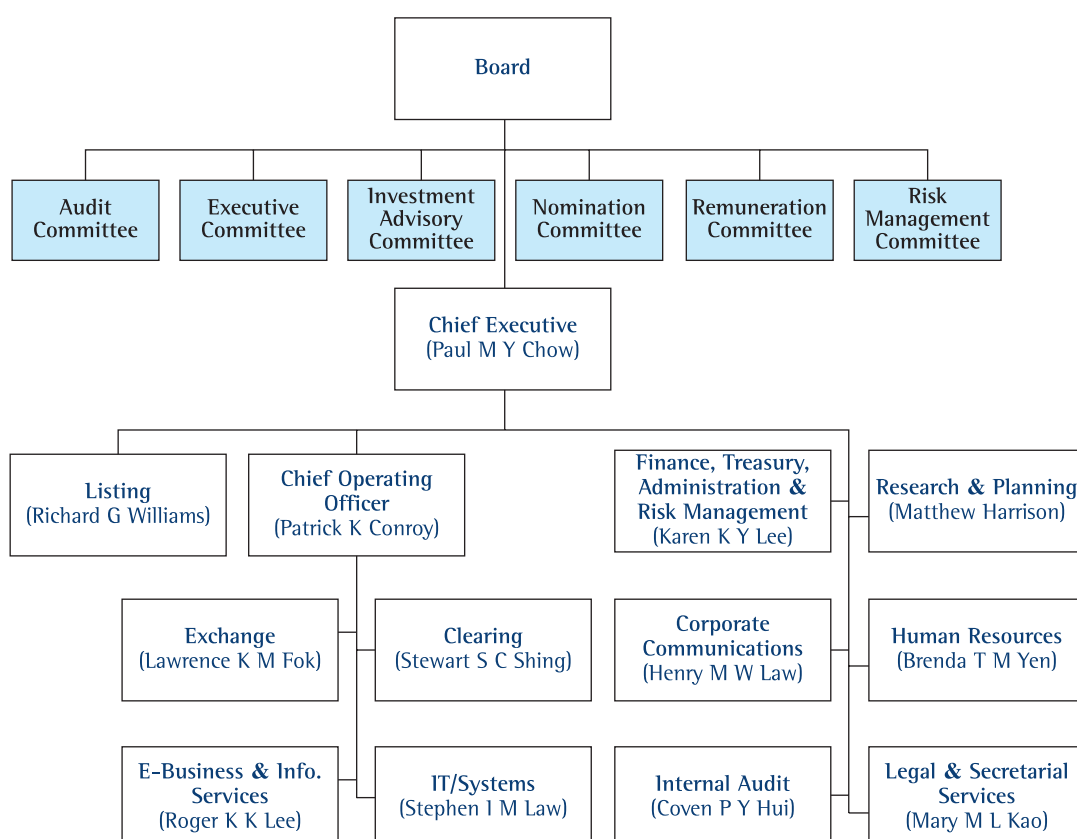 Board
Audit
Committee
Executive
Committee
Investment
Advisory
Committee
Nomination
Committee
Remuneration
Committee
Risk
Management
Committee
Chief Executive
(Paul M Y Chow)
Listing
(Richard G Williams)
Chief Operating
Officer
(Patrick K Conroy)
Finance, Treasury,
Administration &
Risk Management
(Karen K Y Lee)
Research & Planning
(Matthew Harrison)
Exchange
(Lawrence K M Fok)
Clearing
(Stewart S C Shing)
Corporate
Communications
(Henry M W Law)
Human Resources
(Brenda T M Yen)
E-Business & Info.
Services
(Roger K K Lee)
IT/Systems
(Stephen I M Law)
Internal Audit
(Coven P Y Hui)
Legal & Secretarial
Services
(Mary M L Kao)